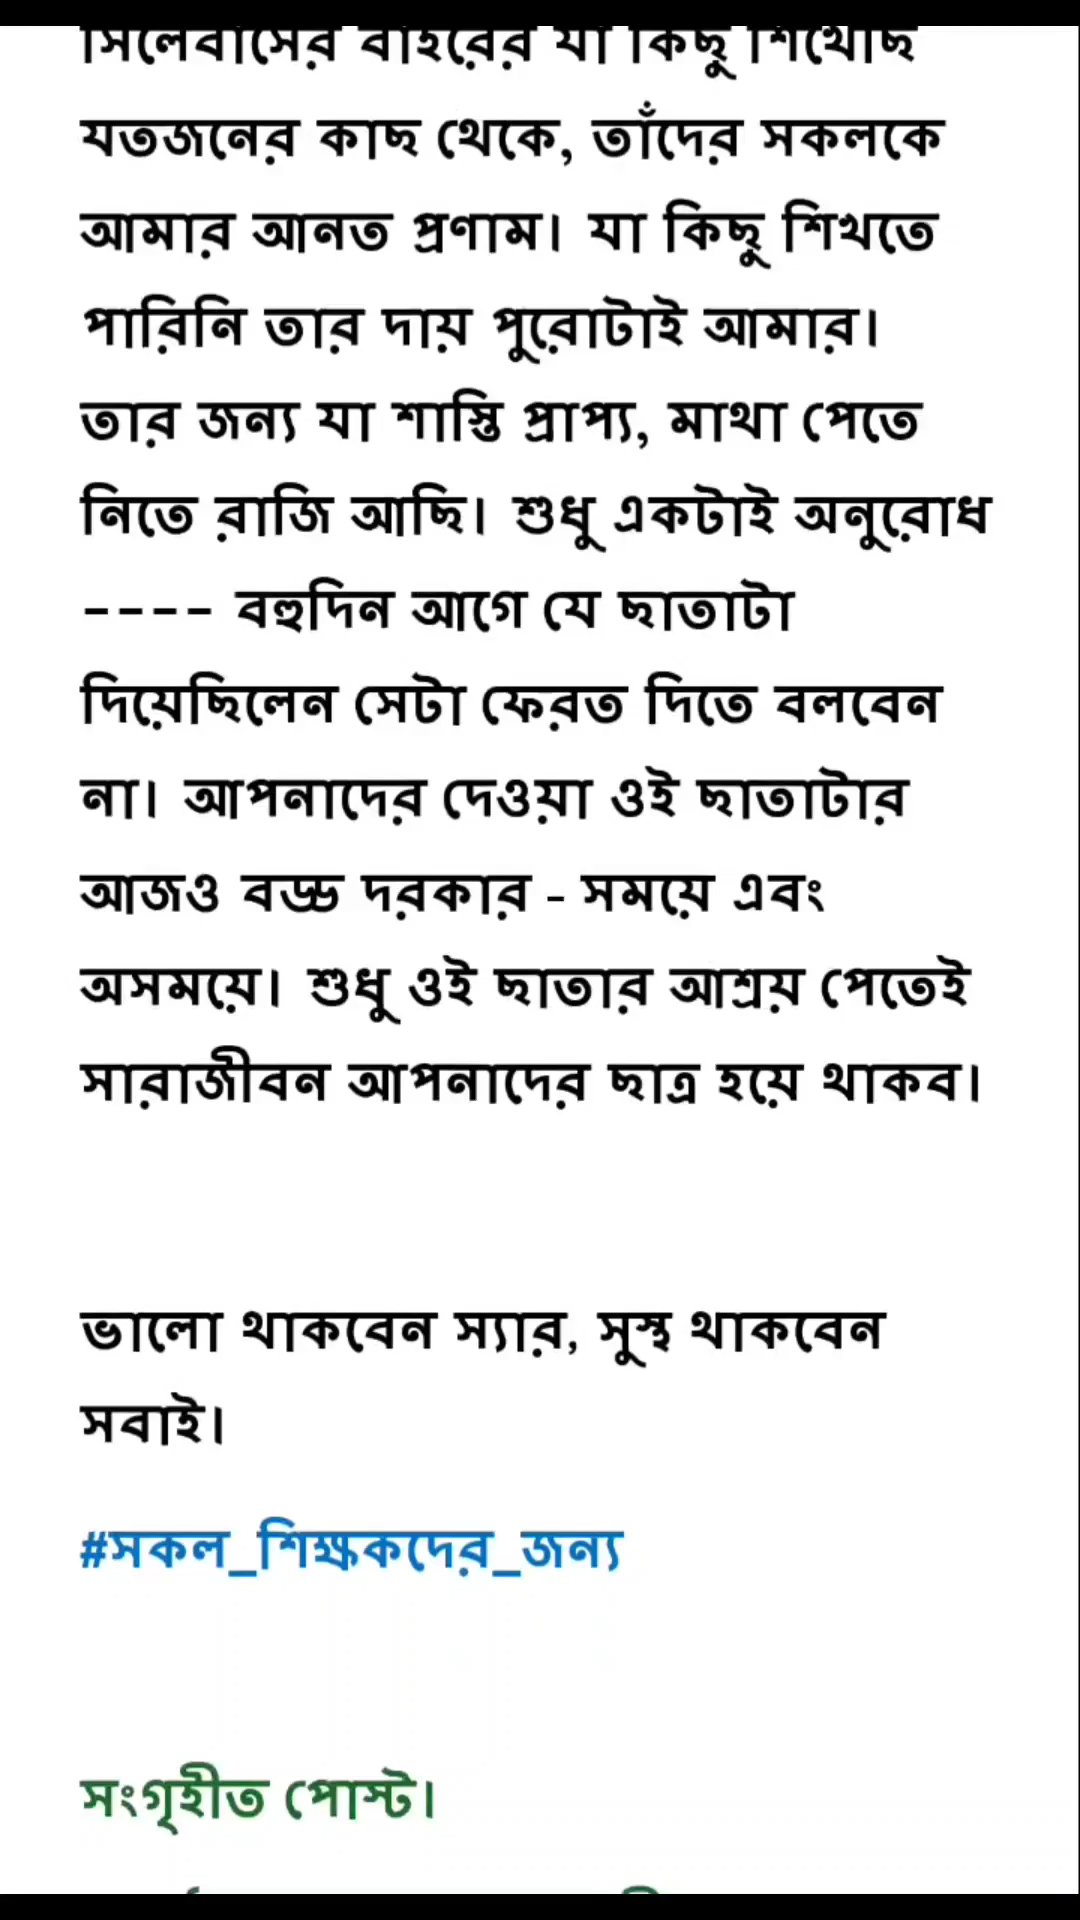 সিলেবাসের বাইরের যা কিছু শিখেছি
যতজনের কাছ থেকে, তাঁদের সকলকে
আমার আনত প্রণাম। যা কিছু শিখতে
পারিনি তার দায় পুরোটাই আমার।
তার জন্য যা শাস্তি প্রাপ্য, মাথা পেতে
নিতে রাজি আছি। শুধু একটাই অনুরোধ
---- বহুদিন আগে যে ছাতাটা
দিয়েছিলেন সেটা ফেরত দিতে বলবেন
না। আপনাদের দেওয়া ওই ছাতাটার
আজও বড্ড দরকার - সময়ে এবং
অসময়ে। শুধু ওই ছাতার আশ্রয় পেতেই
সারাজীবন আপনাদের ছাত্র হয়ে থাকব।
ভালো থাকবেন স্যার, সুস্থ থাকবেন
সবাই।
#সকল_শিক্ষকদের_জন্য
সংগৃহীত পোস্ট।